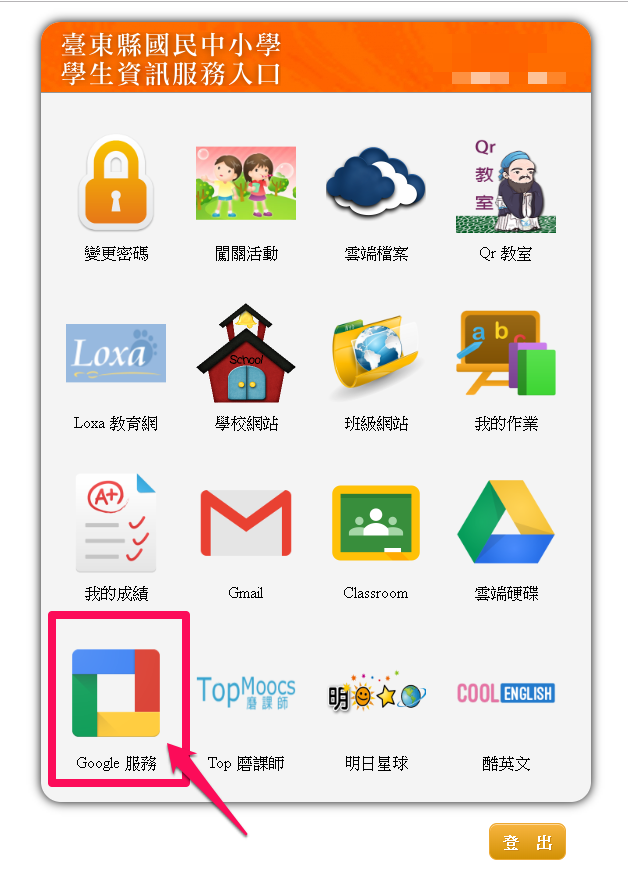 臺東縣國民中小學
學生資訊服務入口
Qr
教
室
變更密碼
闖關活動
雲端檔案
Qr 教室
Loxa
School
a b c
Loxa 教育網
學校網站
班級網站
我的作業
A+
我的成績
Gmail
Classroom
雲端硬碟
TopMoocs
磨課師
明
COOL ENGLISH
Google 服務
Top 磨課師
明日星球
酷英文
登 出